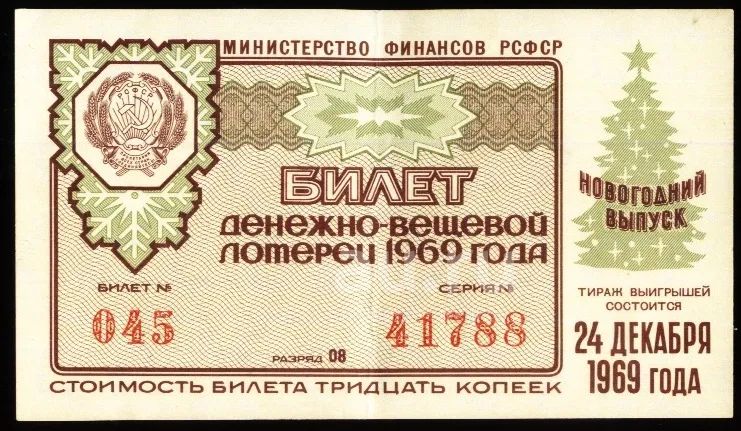 МИНИСТЕРСТВО ФИНАНСОВ РСФСР
РСФСР
БИЛЕТ
ДЕНЕЖНО-ВЕЩЕВОЙ
ЛОТЕРЕИ 1969 ГОДА
БИЛЕТ №
045
СЕРИЯ №
41788
РАЗРЯД 08
СТОИМОСТЬ БИЛЕТА ТРИДЦАТЬ КОПЕЕК
НОВОГОДНИЙ
ВЫПУСК
ТИРАЖ ВЫИГРЫШЕЙ
СОСТОИТСЯ
24 ДЕКАБРЯ
1969 ГОДА